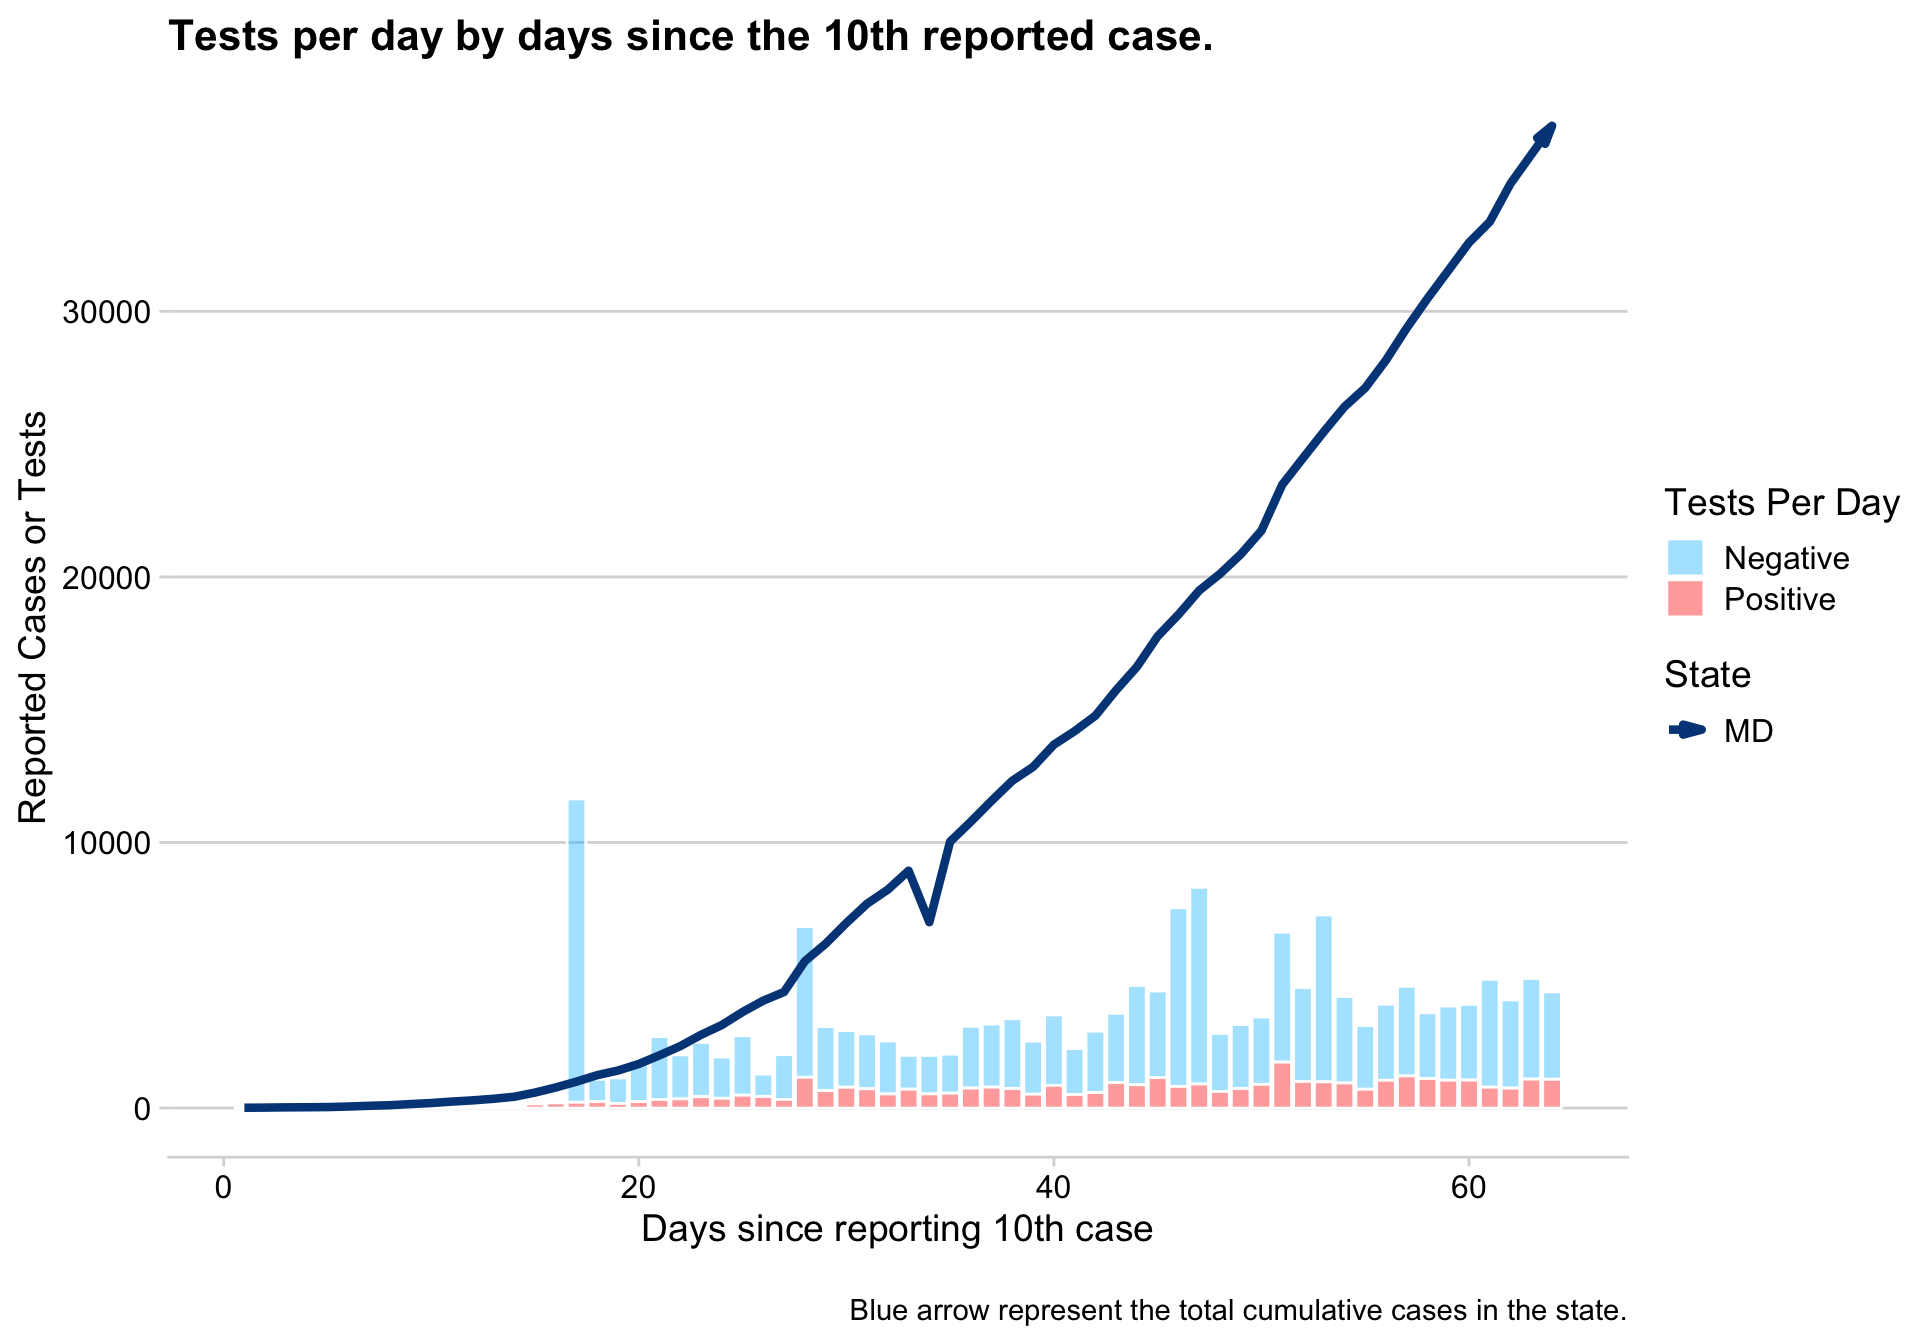 Tests per day by days since the 10th reported case.
Reported Cases or Tests
30000
20000
10000
0
0
20
40
60
Days since reporting 10th case
Tests Per Day
Negative
Positive
State
MD
Blue arrow represent the total cumulative cases in the state.